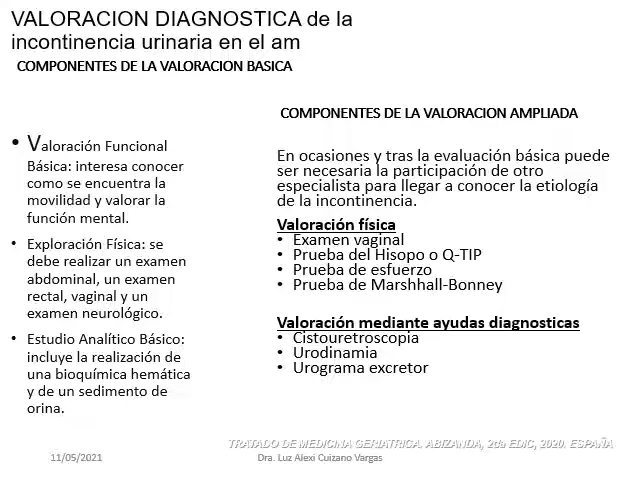 VALORACION DIAGNOSTICA de la
incontinencia urinaria en el am
COMPONENTES DE LA VALORACION BASICA
• Valoración Funcional
Básica: interesa conocer
como se encuentra la
movilidad y valorar la
función mental.
• Exploración Física: se
debe realizar un examen
abdominal, un examen
rectal, vaginal y un
examen neurológico.
• Estudio Analítico Básico:
incluye la realización de
una bioquímica hemática
y de un sedimento de
orina.
COMPONENTES DE LA VALORACION AMPLIADA
En ocasiones y tras la evaluación básica puede
ser necesaria la participación de otro
especialista para llegar a conocer la etiología
de la incontinencia.
Valoración física
• Examen vaginal
• Prueba del Hisopo o Q-TIP
• Prueba de esfuerzo
• Prueba de Marshhall-Bonney
Valoración mediante ayudas diagnosticas
• Cistouretroscopia
• Urodinamia
• Urograma excretor
TRATADO DE MEDICINA GERIATRICA. ABIZANDA, 2da EDIC, 2020. ESPAÑA
11/05/2021
Dra. Luz Alexi Cuizano Vargas